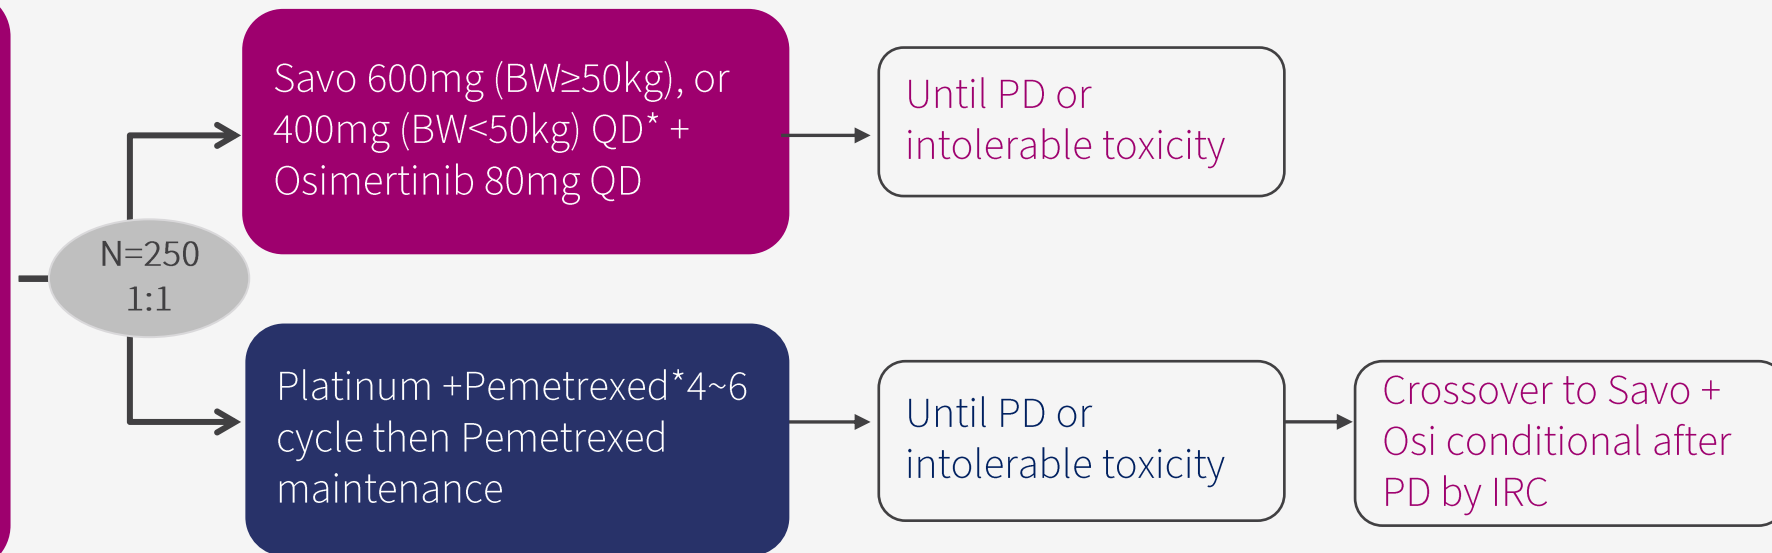 Savo 600mg (BW≥50kg), or
400mg (BW<50kg) QD* +
Osimertinib 80mg QD
Until PD or
intolerable toxicity
N=250
1:1
Platinum +Pemetrexed*4~6
cycle then Pemetrexed
maintenance
Until PD or
intolerable toxicity
Crossover to Savo +
Osi conditional after
PD by IRC